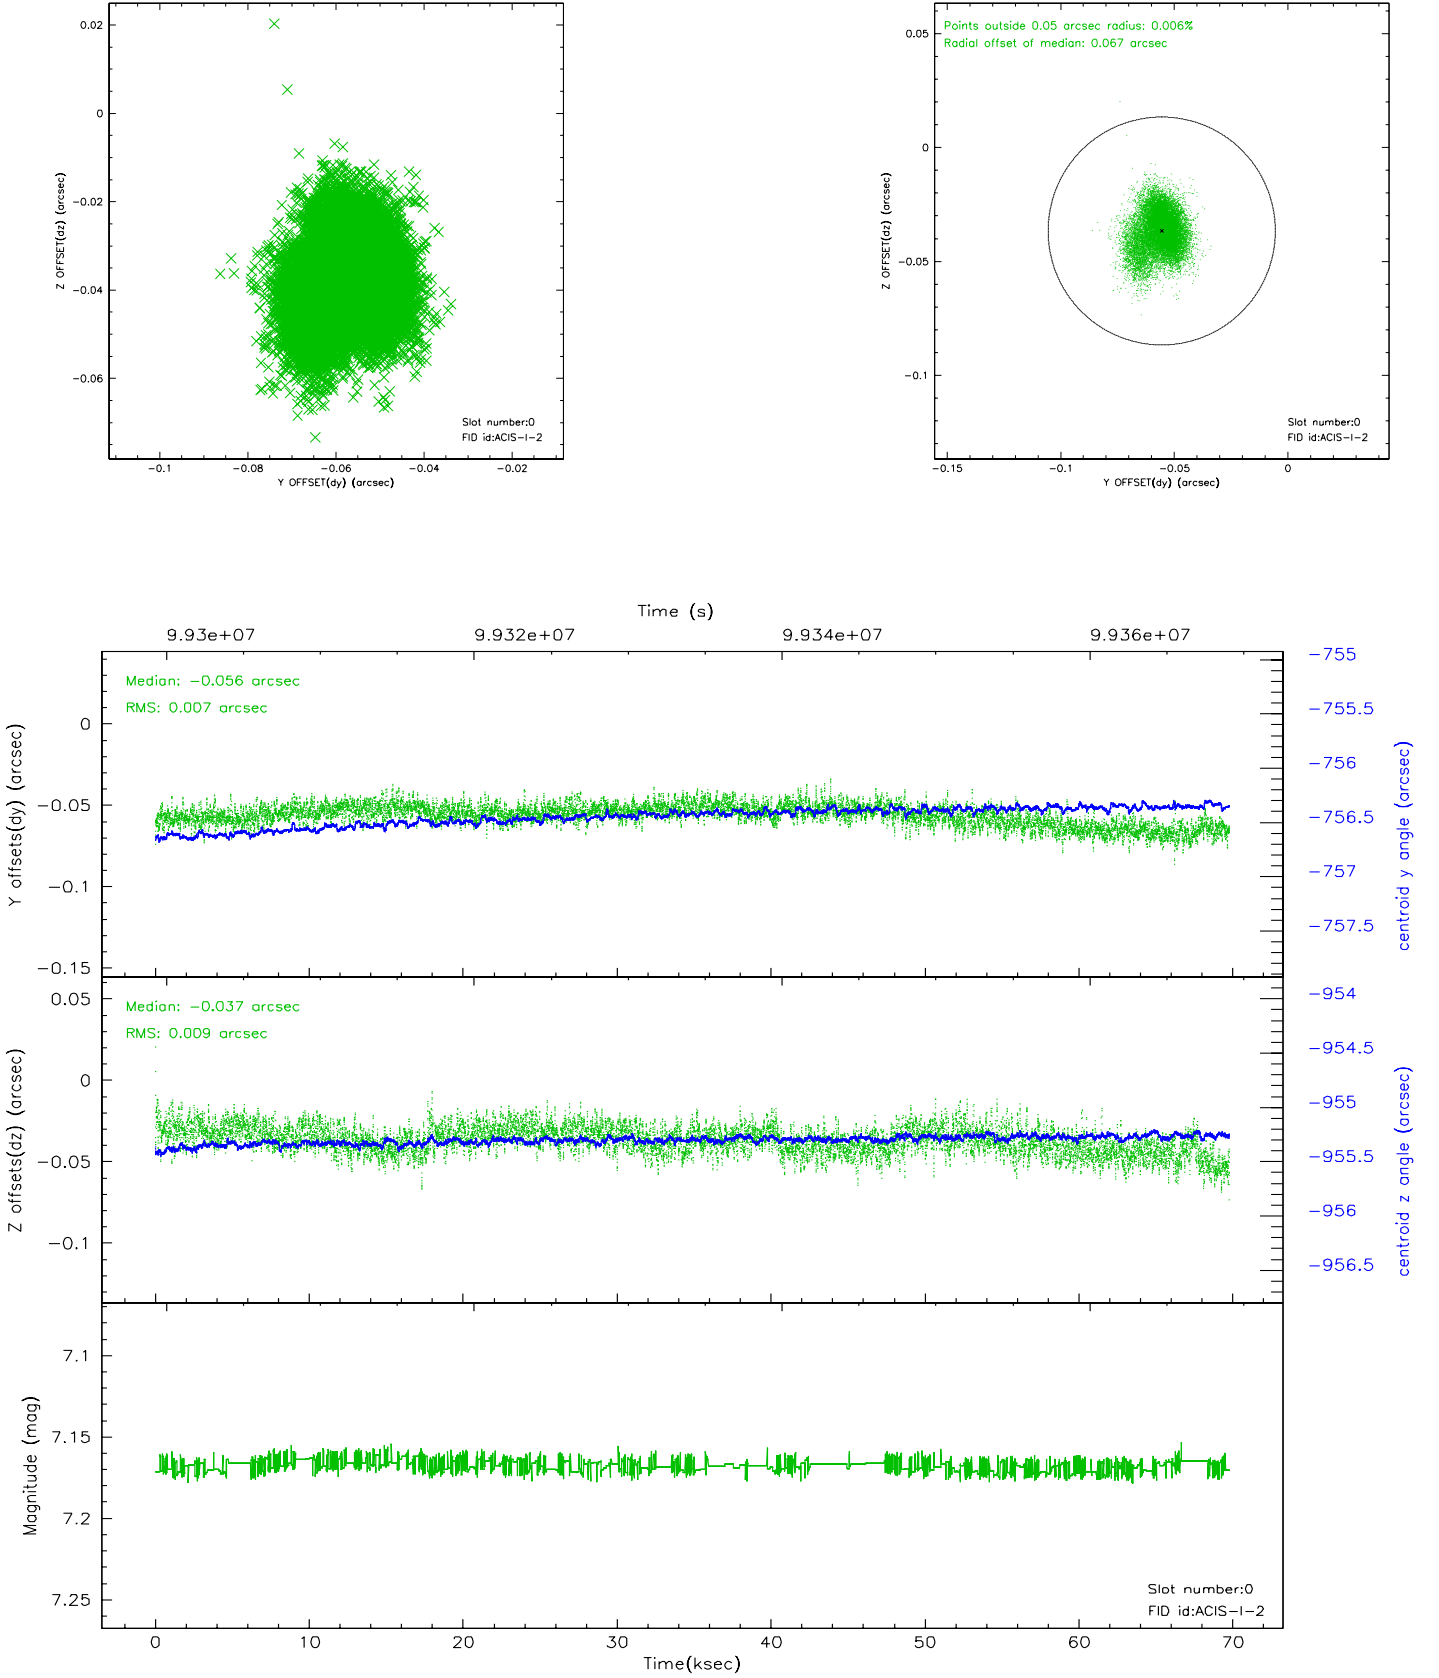 0.02
0
−0.02
−0.04
−0.06
Z OFFSET(dz) (arcsec)
Slot number:0
FID id:ACIS−I−2
−0.1
−0.08
−0.06
−0.04
−0.02
Y OFFSET(dy) (arcsec)
Points outside 0.05 arcsec radius: 0.006%
Radial offset of median: 0.067 arcsec
0.05
0
−0.05
−0.1
Z OFFSET(dz) (arcsec)
Slot number:0
FID id:ACIS−I−2
−0.15
−0.1
−0.05
0
Y OFFSET(dy) (arcsec)
Time (s)
9.93e+07
9.932e+07
9.934e+07
9.936e+07
Median: −0.056 arcsec
RMS: 0.007 arcsec
0
−0.05
−0.1
−0.15
Y offsets(dy) (arcsec)
−755
−755.5
−756
−756.5
−757
−757.5
centroid y angle (arcsec)
Median: −0.037 arcsec
RMS: 0.009 arcsec
0.05
0
−0.05
−0.1
Z offsets(dz) (arcsec)
−954
−954.5
−955
−955.5
−956
−956.5
centroid z angle (arcsec)
7.1
7.15
7.2
7.25
Magnitude (mag)
Slot number:0
FID id:ACIS−I−2
0
10
20
30
40
50
60
70
Time(ksec)